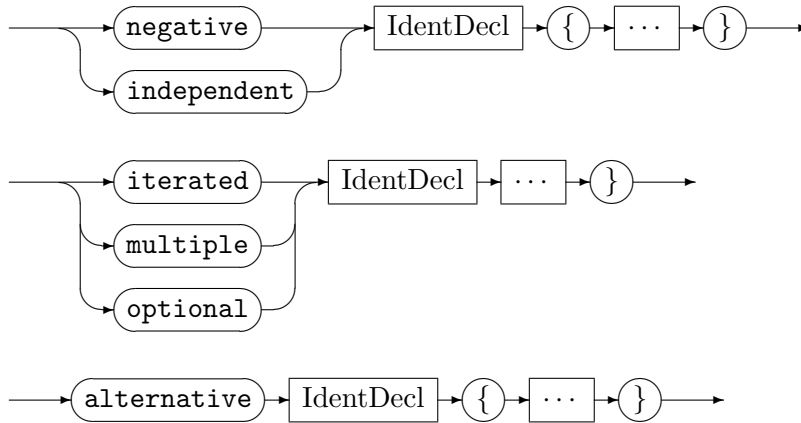 negative IdentDecl { ··· }
independent
iterated IdentDecl ··· }
multiple
optional
alternative IdentDecl { ··· }